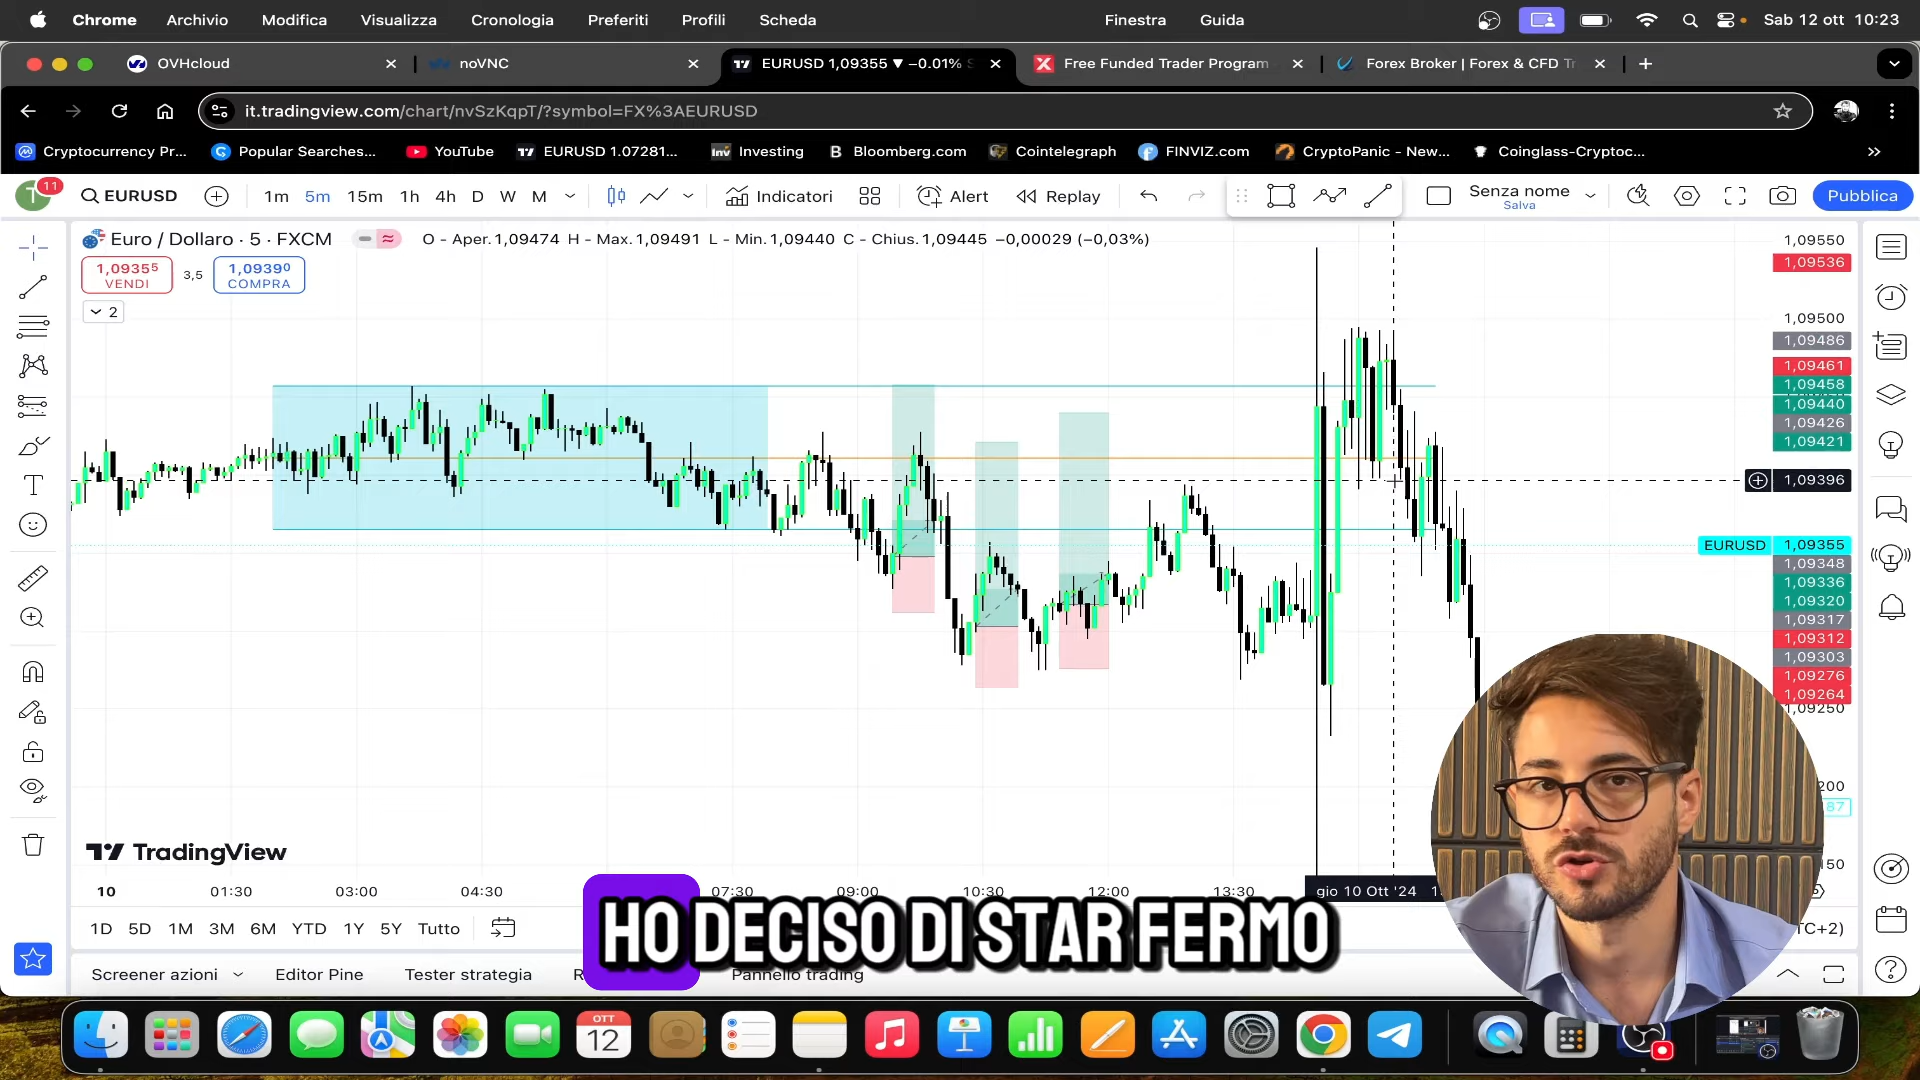 Chrome Archivio Modifica Visualizza Cronologia Preferiti Profili Scheda Finestra Guida Sab 12 ott 10:23
OVHcloud noVNC EURUSD 1,09355 ▼ −0.01% Free Funded Trader Program Forex Broker | Forex & CFD Tr
it.tradingview.com/chart/nvSzKqpT/?symbol=FX%3AEURUSD
Cryptocurrency Pr... Popular Searches... YouTube EURUSD 1.07281... Investing Bloomberg.com Cointelegraph FINVIZ.com CryptoPanic - New... Coinglass-Cryptoc...
T 11 EURUSD 1m 5m 15m 1h 4h D W M Indicatori Alert Replay Senza nome Pubblica
Salva
Euro / Dollaro · 5 · FXCM O - Aper.1,09474 H - Max.1,09491 L - Min.1,09440 C - Chius.1,09445 −0,00029 (−0,03%)
1,09355 3,5 1,09390
VENDI COMPRA
2
1,09550
1,09536
1,09500
1,09486
1,09461
1,09458
1,09440
1,09426
1,09421
1,09396
EURUSD 1,09355
1,09348
1,09336
1,09320
1,09317
1,09312
1,09303
1,09276
1,09264
1,09250
200
87
150
TradingView
10 01:30 03:00 04:30 07:30 09:00 10:30 12:00 13:30 gio 10 Ott '24
HO DECISO DI STAR FERMO
1D 5D 1M 3M 6M YTD 1Y 5Y Tutto TC+2)
Screener azioni Editor Pine Tester strategia Pannello trading
OTT
12